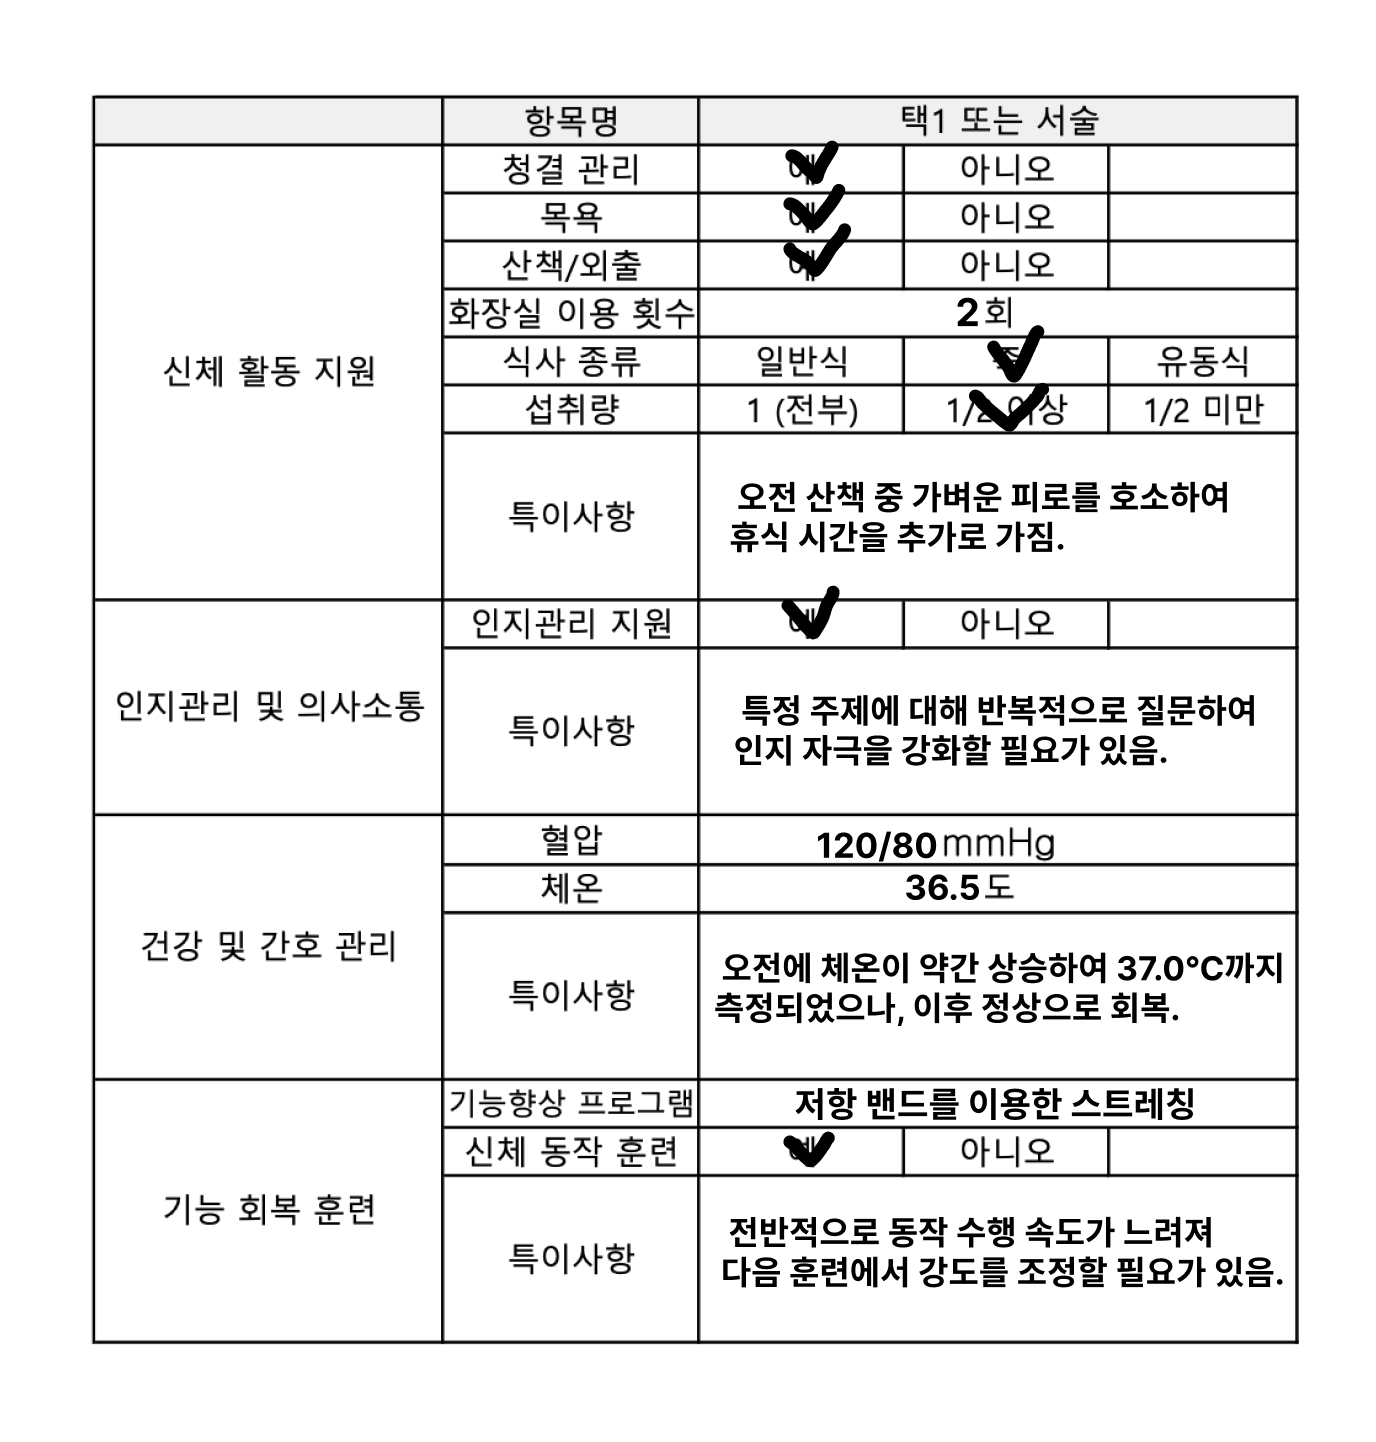 항목명 택1 또는 서술
신체 활동 지원
청결 관리 예 아니오
목욕 예 아니오
산책/외출 예 아니오
화장실 이용 횟수 2회
식사 종류 일반식 유동식
섭취량 1 (전부) 1/2 이상 1/2 미만
특이사항
오전 산책 중 가벼운 피로를 호소하여
휴식 시간을 추가로 가짐.
인지관리 및 의사소통
인지관리 지원 예 아니오
특이사항
특정 주제에 대해 반복적으로 질문하여
인지 자극을 강화할 필요가 있음.
건강 및 간호 관리
혈압 120/80mmHg
체온 36.5도
특이사항
오전에 체온이 약간 상승하여 37.0°C까지
측정되었으나, 이후 정상으로 회복.
기능 회복 훈련
기능향상 프로그램 저항 밴드를 이용한 스트레칭
신체 동작 훈련 예 아니오
특이사항
전반적으로 동작 수행 속도가 느려져
다음 훈련에서 강도를 조정할 필요가 있음.